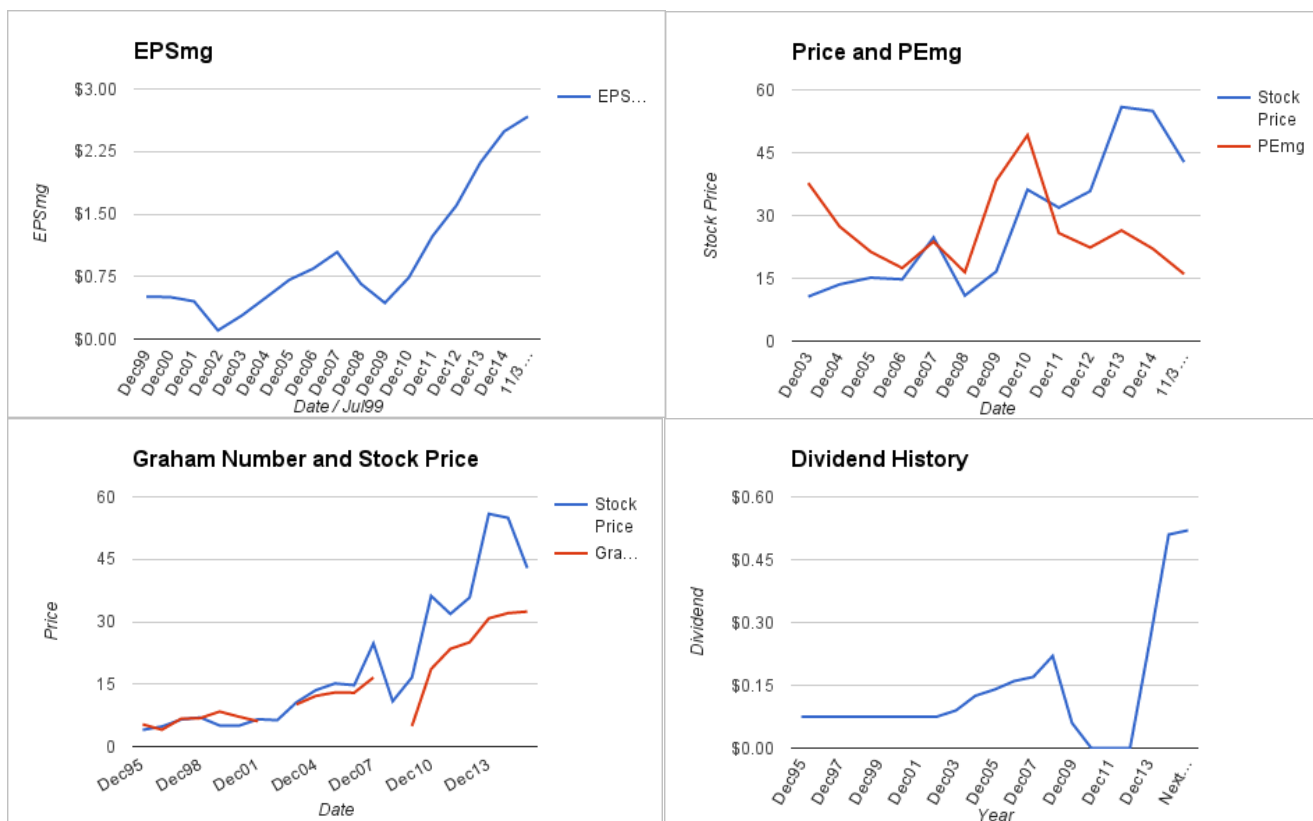 EPSmg
$3.00
$2.25
$1.50
$0.75
$0.00
EPSmg
EPS...
Dec99
Dec00
Dec01
Dec02
Dec03
Dec04
Dec05
Dec06
Dec07
Dec08
Dec09
Dec10
Dec11
Dec12
Dec13
Dec14
11/3 ...
Date / Jul99
Price and PEmg
60
45
30
15
0
Stock Price
Stock
Price
PEmg
Dec03
Dec04
Dec05
Dec06
Dec07
Dec08
Dec09
Dec10
Dec11
Dec12
Dec13
Dec14
11/3 ...
Date
Graham Number and Stock Price
60
45
30
15
0
Price
Stock
Price
Gra...
Dec95
Dec98
Dec01
Dec04
Dec07
Dec10
Dec13
Date
Dividend History
$0.60
$0.45
$0.30
$0.15
$0.00
Dividend
Dec95
Dec97
Dec99
Dec01
Dec03
Dec05
Dec07
Dec09
Dec11
Dec13
Next...
Year